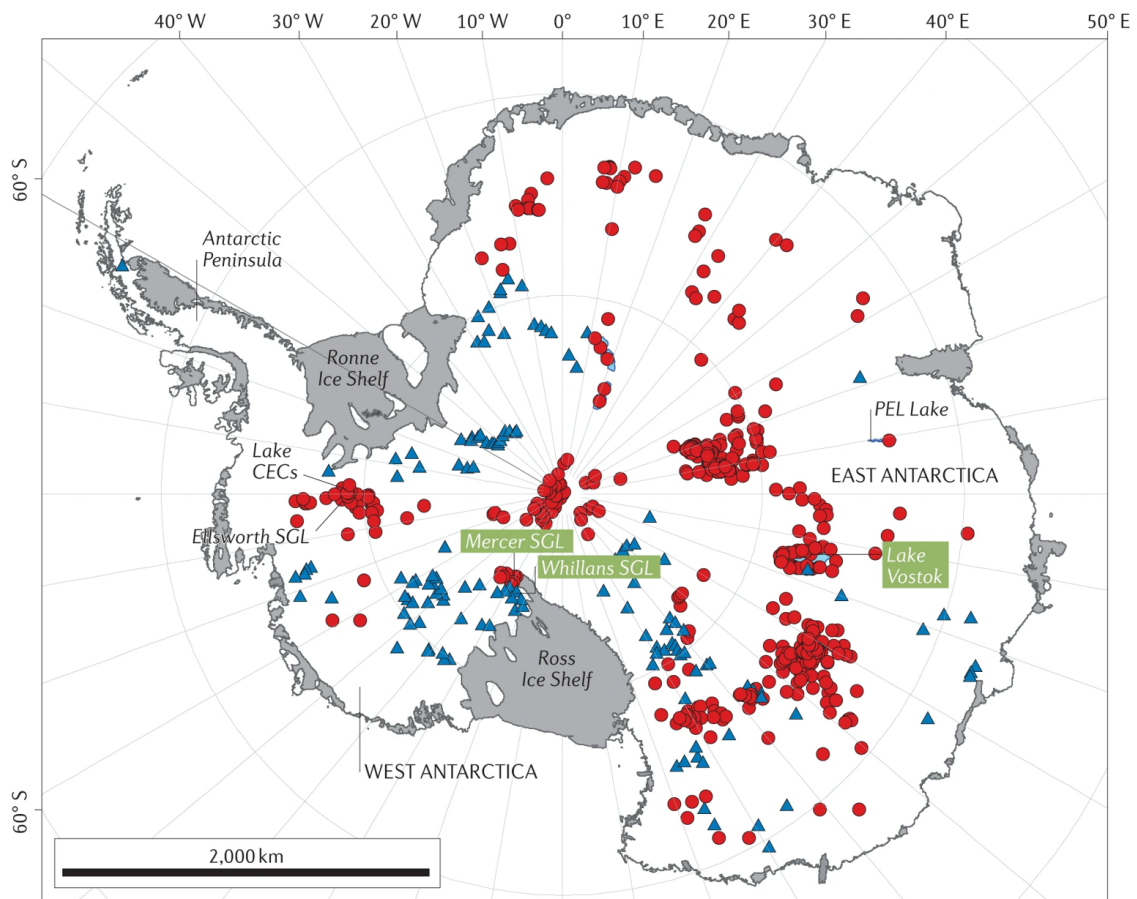 40° W 30° W 20° W 10° W 0° 10° E 20° E 30° E 40° E 50° E
60° S
Antarctic
Peninsula
Ronne
Ice Shelf
PEL Lake
Lake
CECs
EAST ANTARCTICA
Ellsworth SGL
Mercer SGL
Whillans SGL
Lake
Vostok
Ross
Ice Shelf
WEST ANTARCTICA
60° S
2,000 km